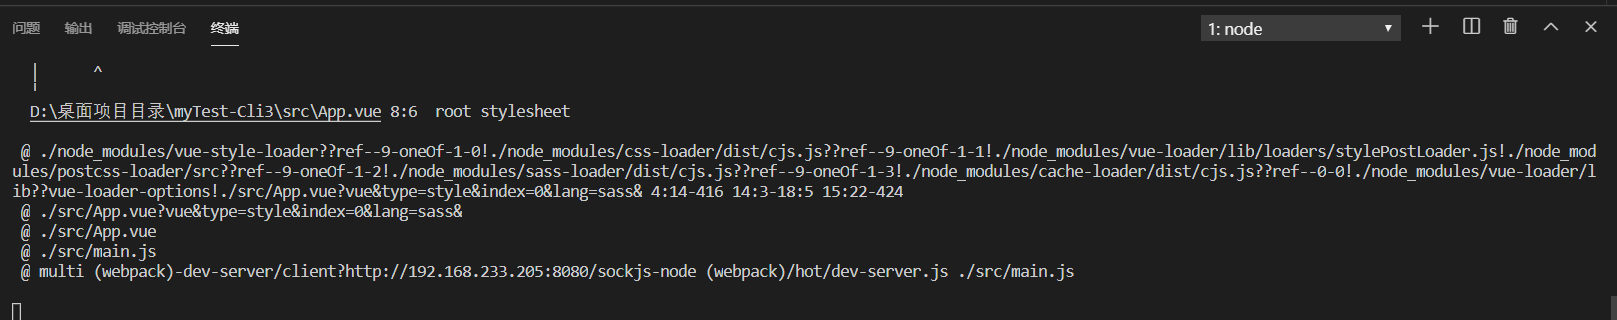 问题 输出 调试控制台 终端 1: node
^
D:\桌面项目目录\myTest-Cli3\src\App.vue 8:6  root stylesheet
@ ./node_modules/vue-style-loader??ref--9-oneOf-1-0!./node_modules/css-loader/dist/cjs.js??ref--9-oneOf-1-1!./node_modules/vue-loader/lib/loaders/stylePostLoader.js!./node_mod
ules/postcss-loader/src??ref--9-oneOf-1-2!./node_modules/sass-loader/dist/cjs.js??ref--9-oneOf-1-3!./node_modules/cache-loader/dist/cjs.js??ref--0-0!./node_modules/vue-loader/l
ib??vue-loader-options!./src/App.vue?vue&type=style&index=0&lang=sass& 4:14-416 14:3-18:5 15:22-424
@ ./src/App.vue?vue&type=style&index=0&lang=sass&
@ ./src/App.vue
@ ./src/main.js
@ multi (webpack)-dev-server/client?http://192.168.233.205:8080/sockjs-node (webpack)/hot/dev-server.js ./src/main.js